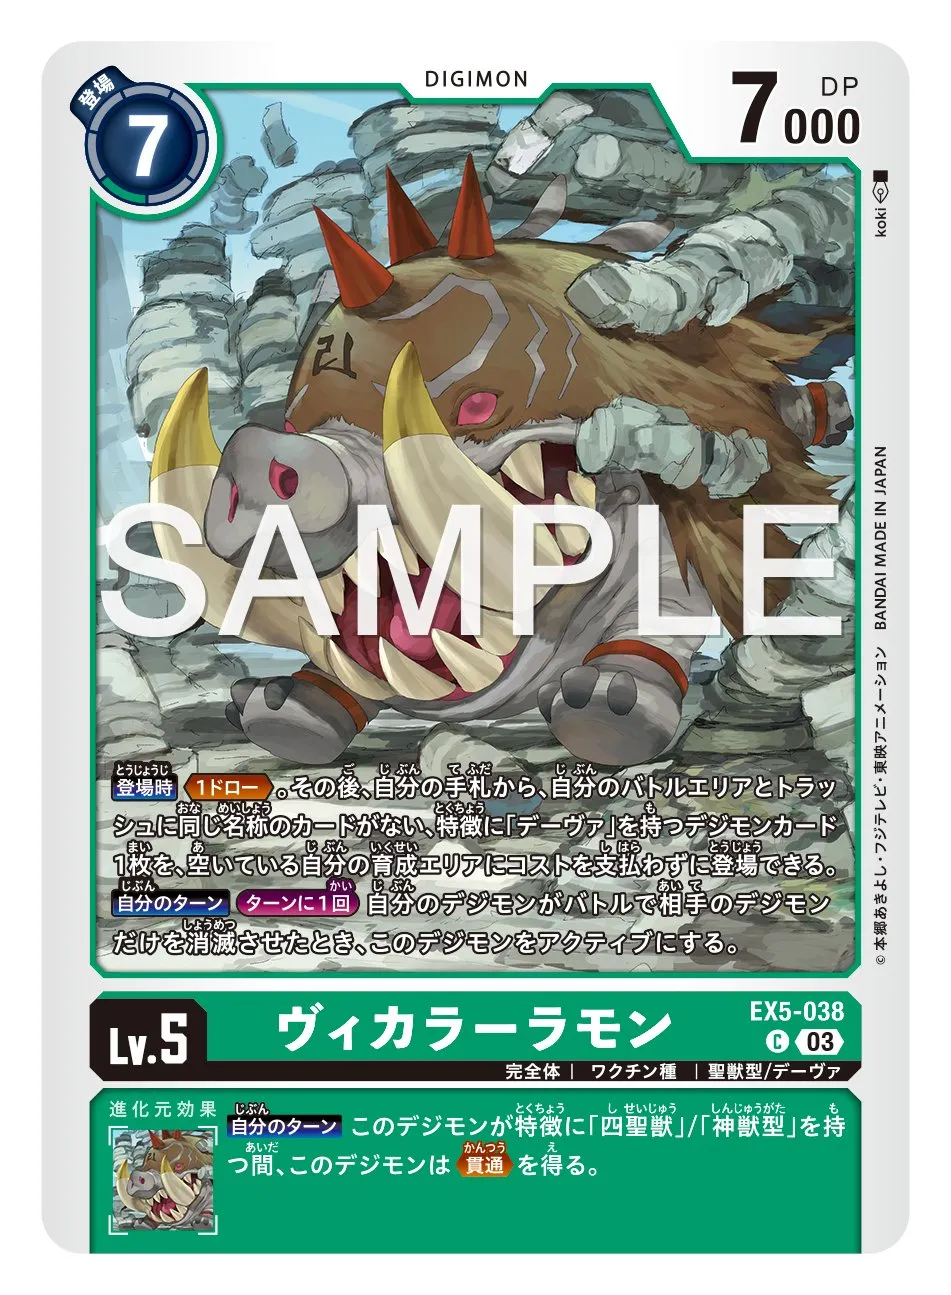 DIGIMON
登場
7
7000
DP
koki
SAMPLE
BANDAI MADE IN JAPAN
©本郷あきよし・フジテレビ・東映アニメーション
登場時 1ドロー。その後、自分の手札から、自分のバトルエリアとトラッ
シュに同じ名称のカードがない、特徴に「デーヴァ」を持つデジモンカード
1枚を、空いている自分の育成エリアにコストを支払わずに登場できる。
自分のターン ターンに1回 自分のデジモンがバトルで相手のデジモン
だけを消滅させたとき、このデジモンをアクティブにする。
Lv.5
ヴィカラーラモン
EX5-038
C 03
完全体 | ワクチン種 | 聖獣型/デーヴァ
進化元効果
自分のターン このデジモンが特徴に「四聖獣」/「神獣型」を持
つ間、このデジモンは 貫通 を得る。